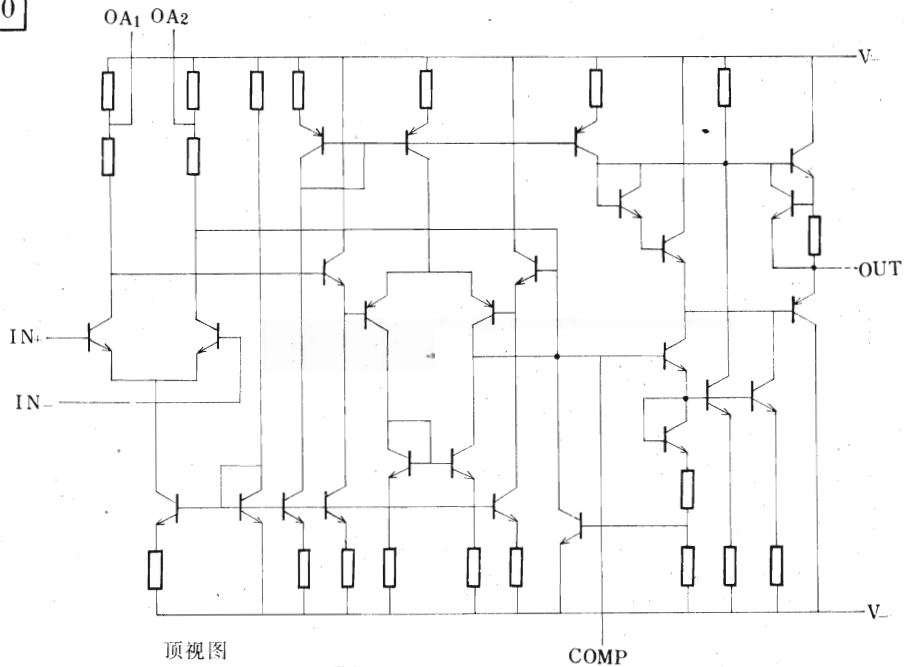 0
OA₁ OA₂
V–
IN+
OUT
IN–
V–
顶视图
COMP